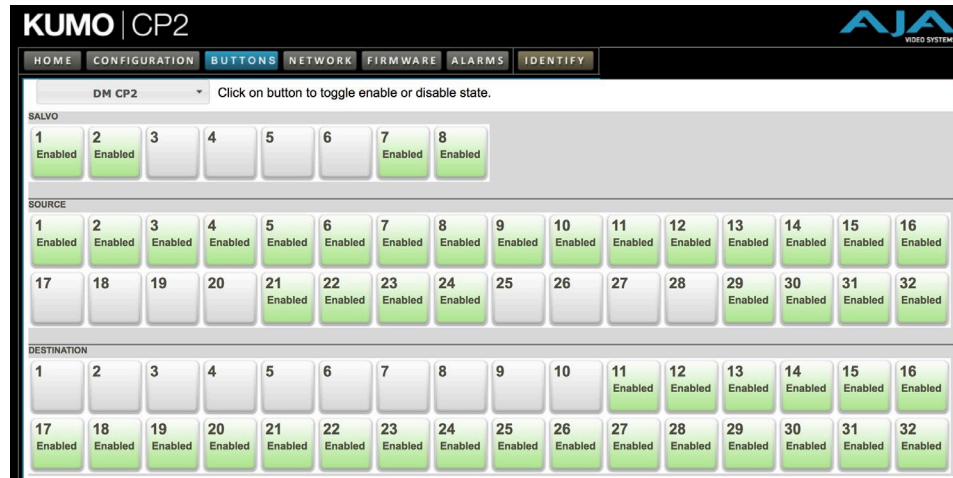 KUMO | CP2
AJA
VIDEO SYSTEMS
HOME CONFIGURATION BUTTONS NETWORK FIRMWARE ALARMS IDENTIFY
DM CP2 Click on button to toggle enable or disable state.
SALVO
1 2 3 4 5 6 7 8
Enabled Enabled Enabled Enabled
SOURCE
1 2 3 4 5 6 7 8 9 10 11 12 13 14 15 16
Enabled Enabled Enabled Enabled Enabled Enabled Enabled Enabled Enabled Enabled Enabled Enabled Enabled Enabled Enabled Enabled
17 18 19 20 21 22 23 24 25 26 27 28 29 30 31 32
Enabled Enabled Enabled Enabled Enabled Enabled Enabled Enabled
DESTINATION
1 2 3 4 5 6 7 8 9 10 11 12 13 14 15 16
Enabled Enabled Enabled Enabled Enabled Enabled
17 18 19 20 21 22 23 24 25 26 27 28 29 30 31 32
Enabled Enabled Enabled Enabled Enabled Enabled Enabled Enabled Enabled Enabled Enabled Enabled Enabled Enabled Enabled Enabled